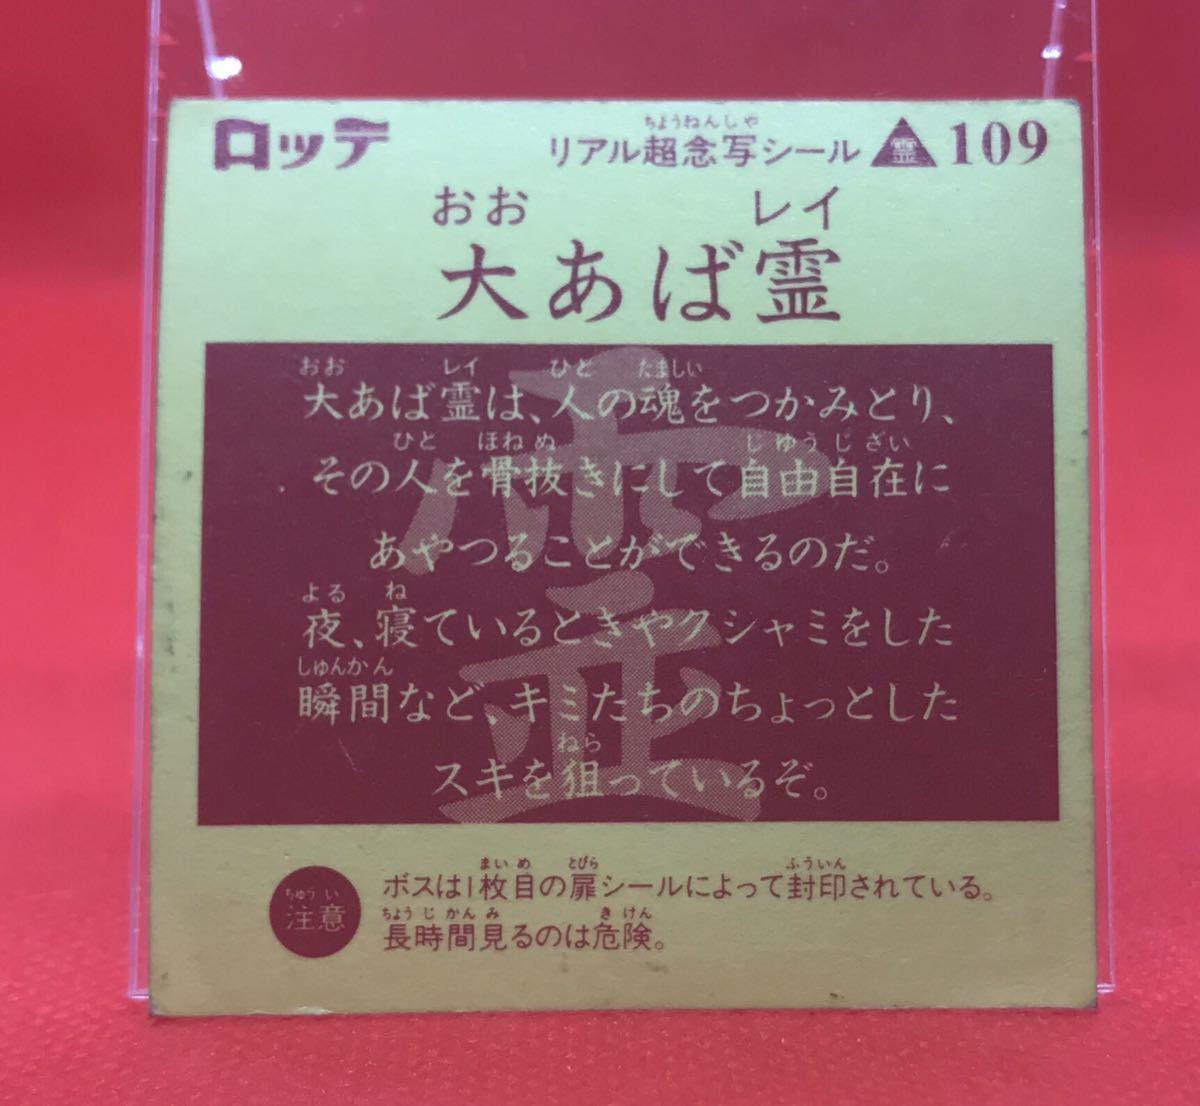 ロッテ
ちょうねんしゃ
リアル超念写シール 霊 109
おお レイ
大あば霊
おお レイ ひと たましい
大あば霊は、人の魂をつかみとり、
ひと ほねぬ じゆうじざい
その人を骨抜きにして自由自在に
あやつることができるのだ。
よる ね
夜、寝ているときやクシャミをした
しゅんかん
瞬間など、キミたちのちょっとした
ねら
スキを狙っているぞ。
霊
まいめ とびら ふういん
ボスは1枚目の扉シールによって封印されている。
ちゅうい
注意
ちょうじかんみ きけん
長時間見るのは危険。